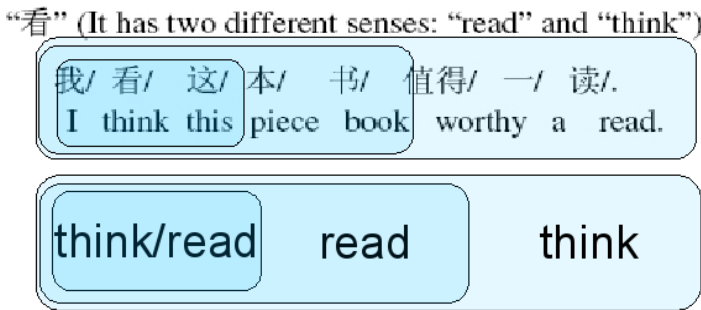 “看” (It has two different senses: “read” and “think”)
我/ 看/ 这/ 本/ 书/ 值得/ 一/ 读/.
I think this piece book worthy a read.
think/read read think